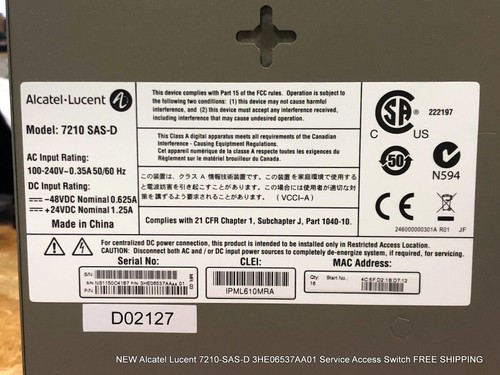 Alcatel·Lucent
Model: 7210 SAS-D
AC Input Rating:
100-240V⁓ 0.35A 50/60 Hz
DC Input Rating:
⎓ −48VDC Nominal 0.625A
⎓ +24VDC Nominal 1.25A
Made in China
This device complies with Part 15 of the FCC rules. Operation is subject to
the following two conditions: (1) this device may not cause harmful
interference, and (2) this device must accept any interference received,
including interference that may cause undesired operation.
This Class A digital apparatus meets all requirements of the Canadian
Interference - Causing Equipment Regulations.
Cet appareil numérique de la classe A respecte toutes les exigences du
Règlement sur le matériel brouilleur du Canada.
この装置は、クラスA 情報技術装置です。この装置を家庭環境で使用する
と電波妨害を引き起こすことがあります。この場合には使用者が適切な対
策を講ずるよう要求されることがあります。 (VCCI-A)
Complies with 21 CFR Chapter 1, Subchapter J, Part 1040-10.
222197
C US
50
N594
CE
246000000301A R01 JF
For centralized DC power connection, this product is intended to be installed only in Restricted Access Location.
CAUTION: Disconnect both AC and / or DC input power sources to completely de-energize system, if required, for servicing.
Serial No:
CLEI:
MAC Address:
S/N
S/N: NS1150C4187 P/N: 3HE06537AAaa 01
P/N
IPML610MRA
Qty:
16
Start No.:
D02127
NEW Alcatel Lucent 7210-SAS-D 3HE06537AA01 Service Access Switch FREE SHIPPING